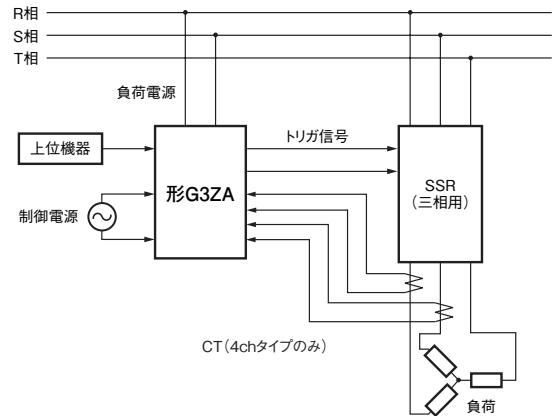 R相
S相
T相
負荷電源
上位機器
トリガ信号
形G3ZA
SSR
（三相用）
制御電源
CT（4chタイプのみ）
負荷